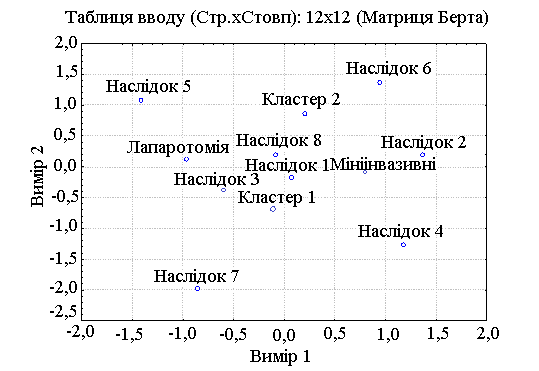 Таблиця вводу (Стр.хСтовп): 12х12 (Матриця Берта)
2,0
1,5
Наслідок 6
Наслідок 5
1,0
Кластер 2
0,5
Лапаротомія
Наслідок 8
Наслідок 2
0,0
Наслідок 1
Мініінвазивні
Наслідок 3
-0,5
Кластер 1
-1,0
Наслідок 4
-1,5
Наслідок 7
-2,0
-2,5
-2,0 -1,5 -1,0 -0,5 0,0 0,5 1,0 1,5 2,0
Вимір 1
Вимір 2